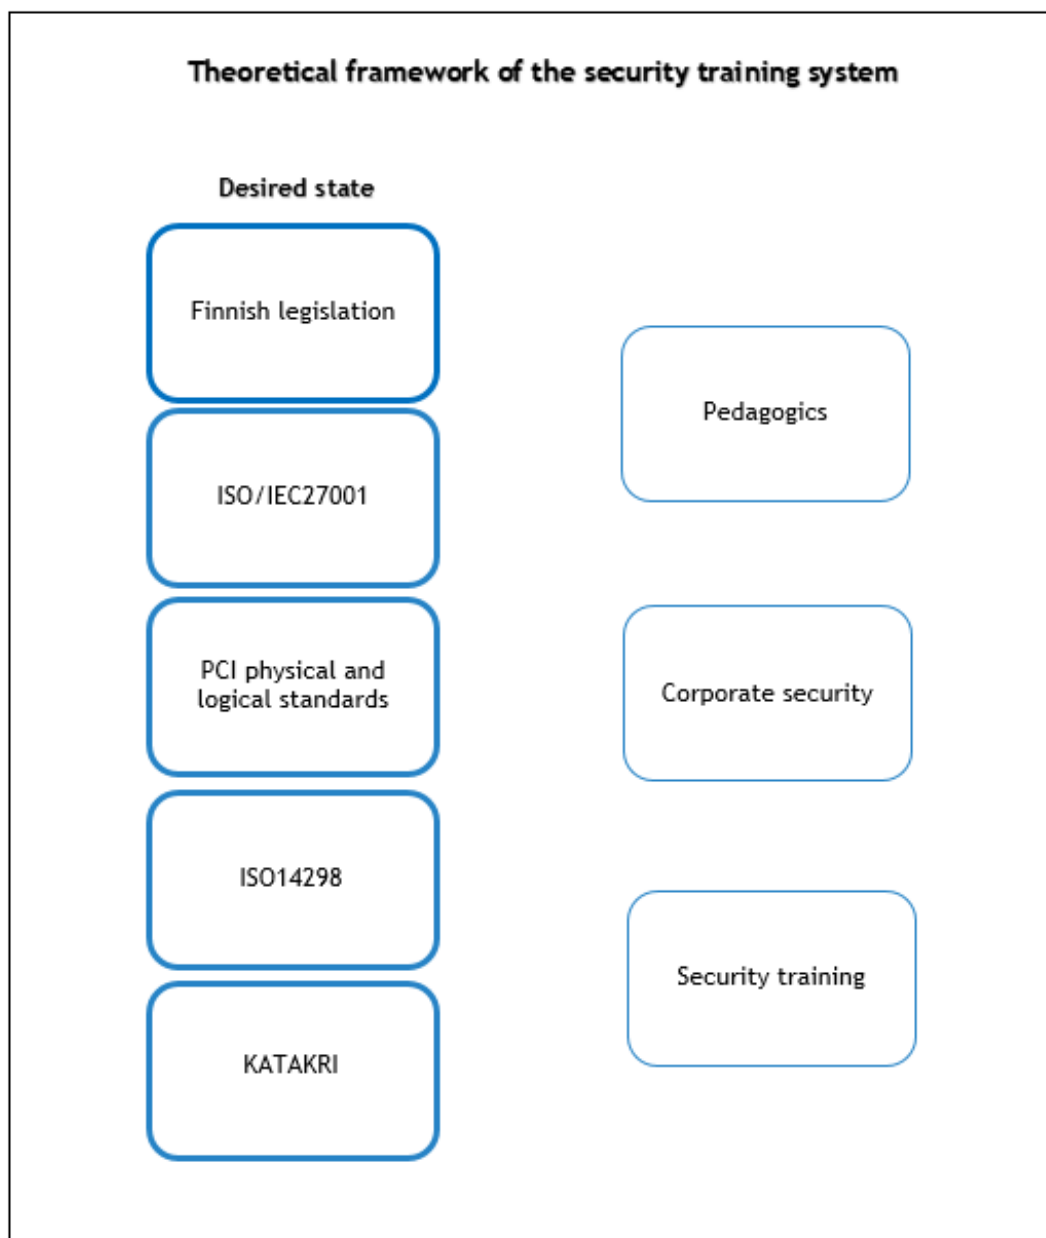 Theoretical framework of the security training system
Desired state
Finnish legislation
ISO/IEC27001
PCI physical and
logical standards
ISO14298
KATAKRI
Pedagogics
Corporate security
Security training